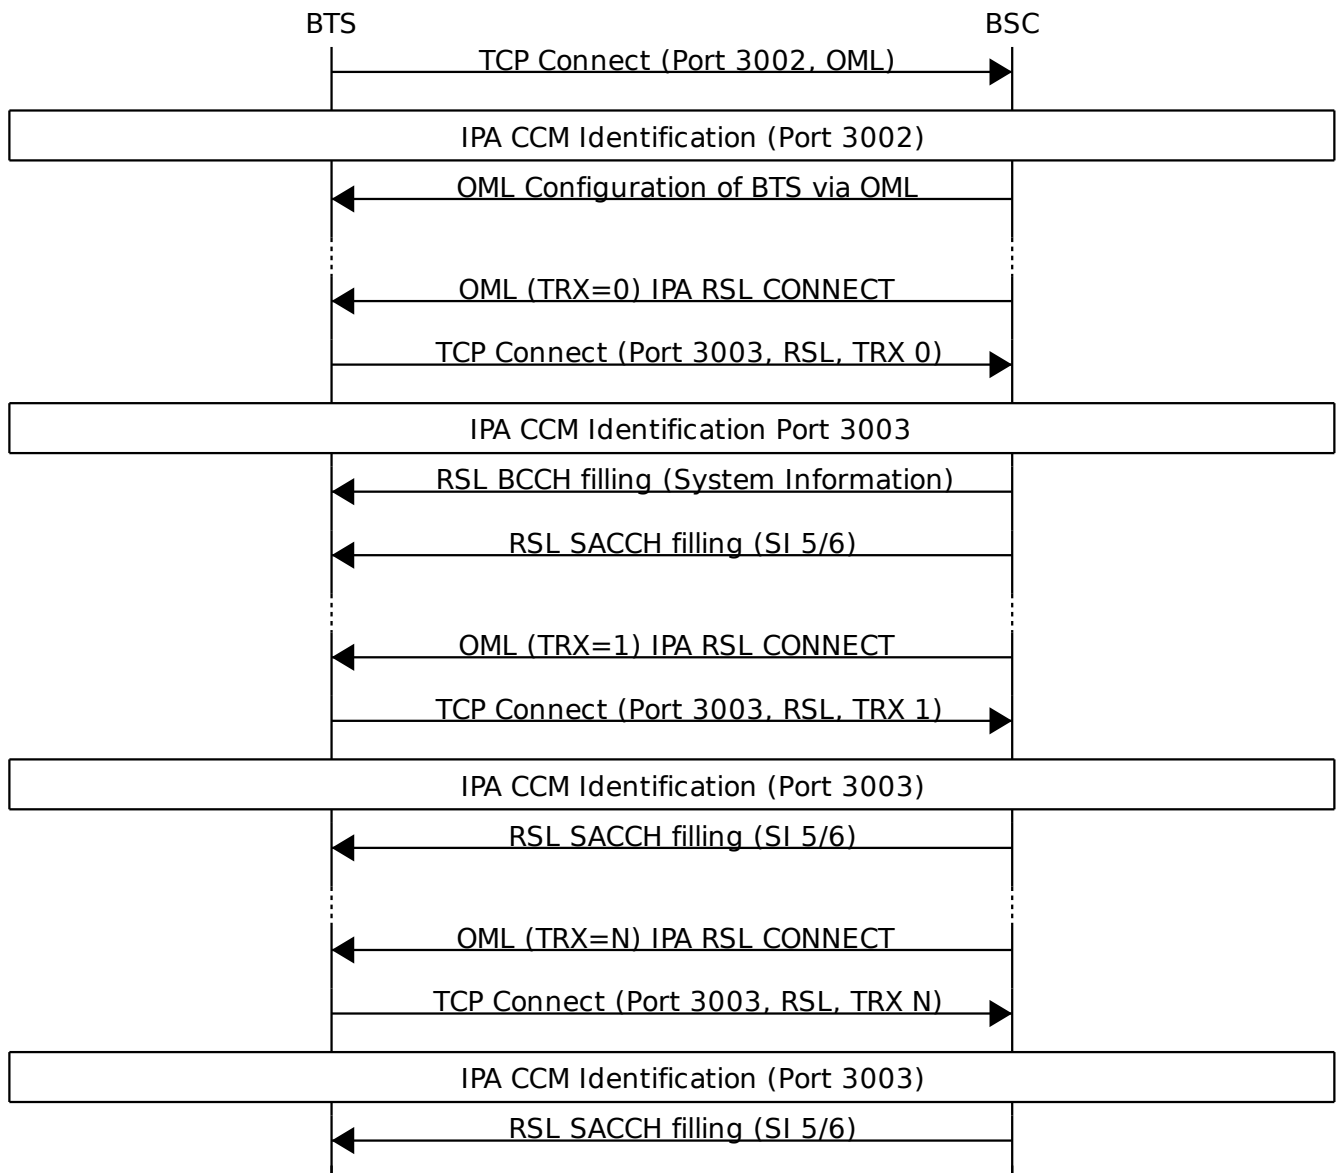 BTS BSC
TCP Connect (Port 3002, OML)
IPA CCM Identification (Port 3002)
OML Configuration of BTS via OML
OML (TRX=0) IPA RSL CONNECT
TCP Connect (Port 3003, RSL, TRX 0)
IPA CCM Identification Port 3003
RSL BCCH filling (System Information)
RSL SACCH filling (SI 5/6)
OML (TRX=1) IPA RSL CONNECT
TCP Connect (Port 3003, RSL, TRX 1)
IPA CCM Identification (Port 3003)
RSL SACCH filling (SI 5/6)
OML (TRX=N) IPA RSL CONNECT
TCP Connect (Port 3003, RSL, TRX N)
IPA CCM Identification (Port 3003)
RSL SACCH filling (SI 5/6)